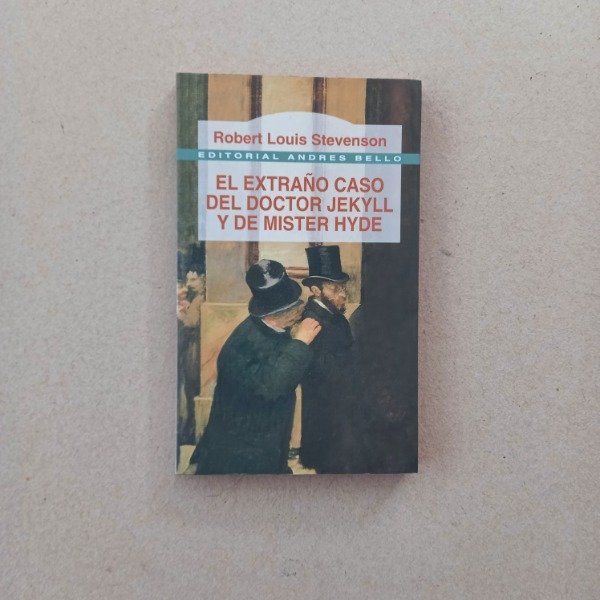 Robert Louis Stevenson
EDITORIAL ANDRES BELLO
EL EXTRAÑO CASO
DEL DOCTOR JEKYLL
Y DE MISTER HYDE